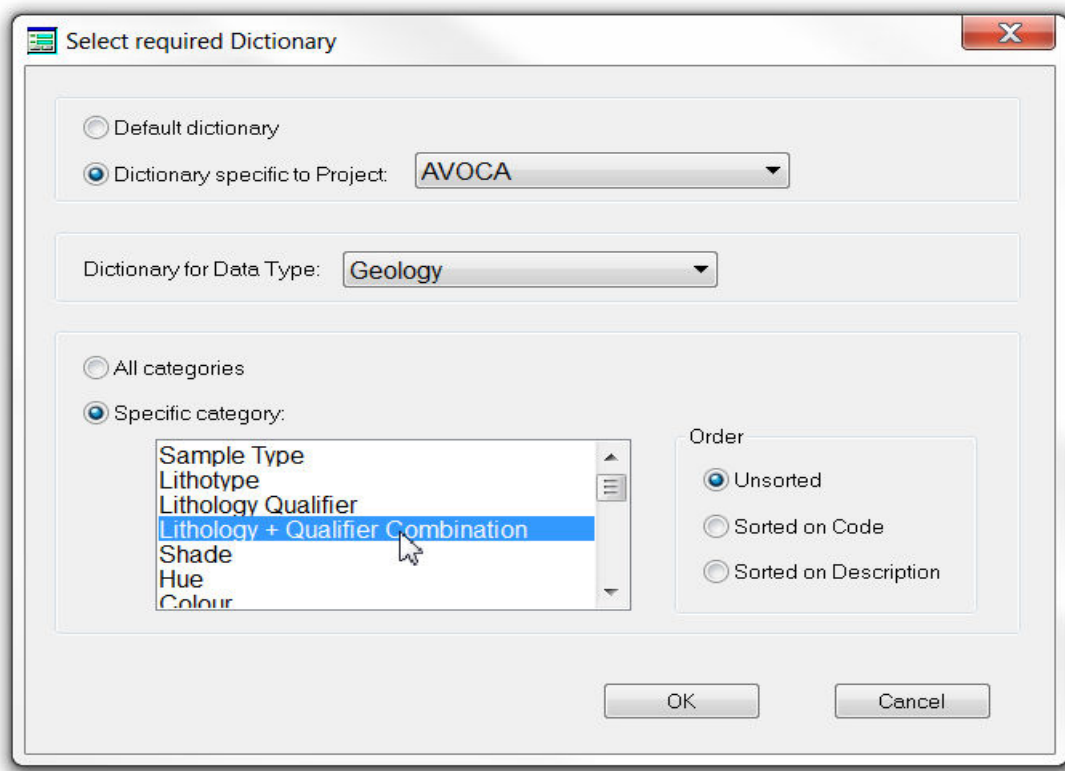 Select required Dictionary
Default dictionary
Dictionary specific to Project: AVOCA
Dictionary for Data Type: Geology
All categories
Specific category:
Sample Type
Lithotype
Lithology Qualifier
Lithology + Qualifier Combination
Shade
Hue
Colour
Order
Unsorted
Sorted on Code
Sorted on Description
OK Cancel